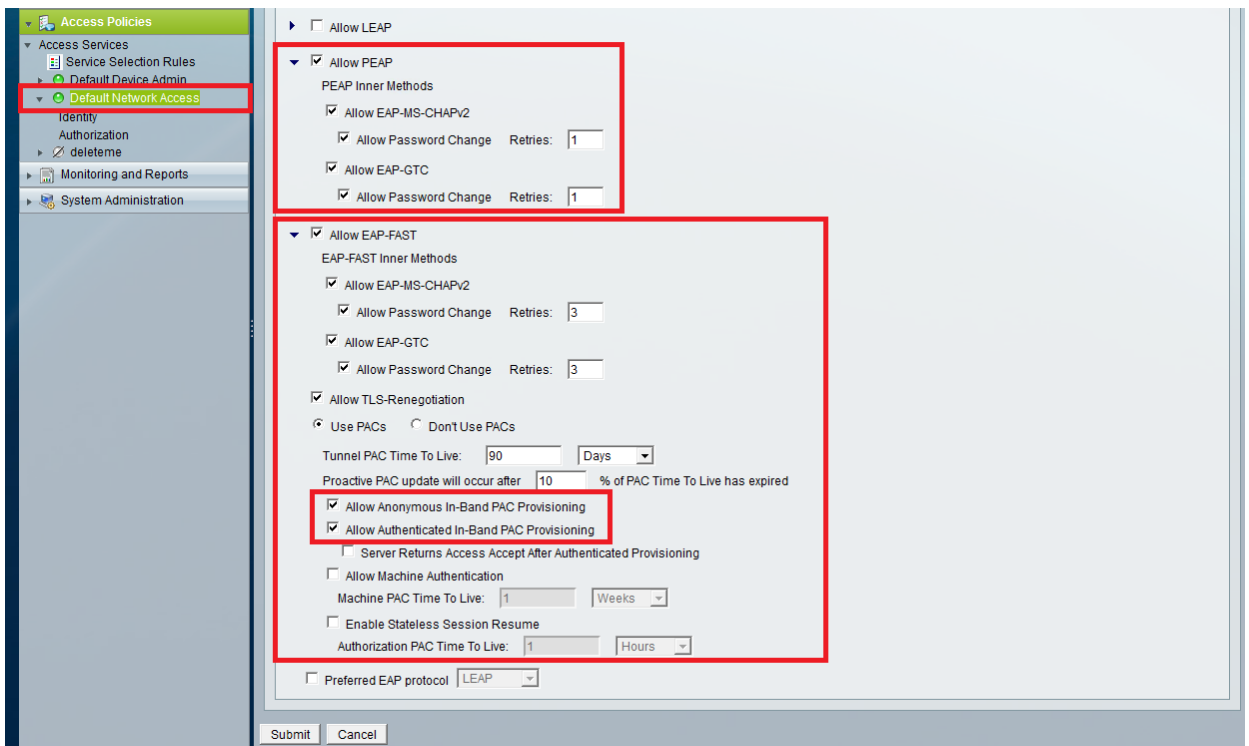 Access Policies
Access Services
Service Selection Rules
Default Device Admin
Default Network Access
Identity
Authorization
deleteme
Monitoring and Reports
System Administration
Allow LEAP
Allow PEAP
PEAP Inner Methods
Allow EAP-MS-CHAPv2
Allow Password Change Retries: 1
Allow EAP-GTC
Allow Password Change Retries: 1
Allow EAP-FAST
EAP-FAST Inner Methods
Allow EAP-MS-CHAPv2
Allow Password Change Retries: 3
Allow EAP-GTC
Allow Password Change Retries: 3
Allow TLS-Renegotiation
Use PACs Don't Use PACs
Tunnel PAC Time To Live: 90 Days
Proactive PAC update will occur after 10 % of PAC Time To Live has expired
Allow Anonymous In-Band PAC Provisioning
Allow Authenticated In-Band PAC Provisioning
Server Returns Access Accept After Authenticated Provisioning
Allow Machine Authentication
Machine PAC Time To Live: 1 Weeks
Enable Stateless Session Resume
Authorization PAC Time To Live: 1 Hours
Preferred EAP protocol LEAP
Submit Cancel